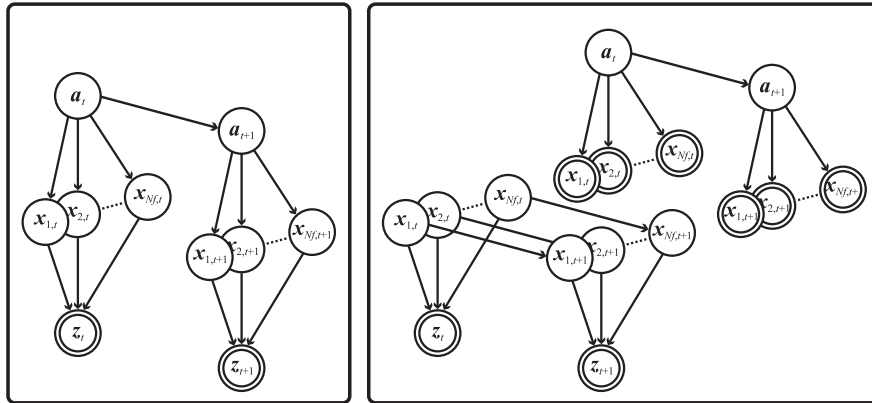 a_t
a_{t+1}
x_{1,t} x_{2,t} x_{Nf,t}
x_{1,t+1} x_{2,t+1} x_{Nf,t+1}
z_t
z_{t+1}
a_t
a_{t+1}
x_{1,t} x_{2,t} x_{Nf,t}
x_{1,t+1} x_{2,t+1} x_{Nf,t+}
x_{1,t} x_{2,t} x_{Nf,t}
x_{1,t+1} x_{2,t+1} x_{Nf,t+1}
z_t
z_{t+1}